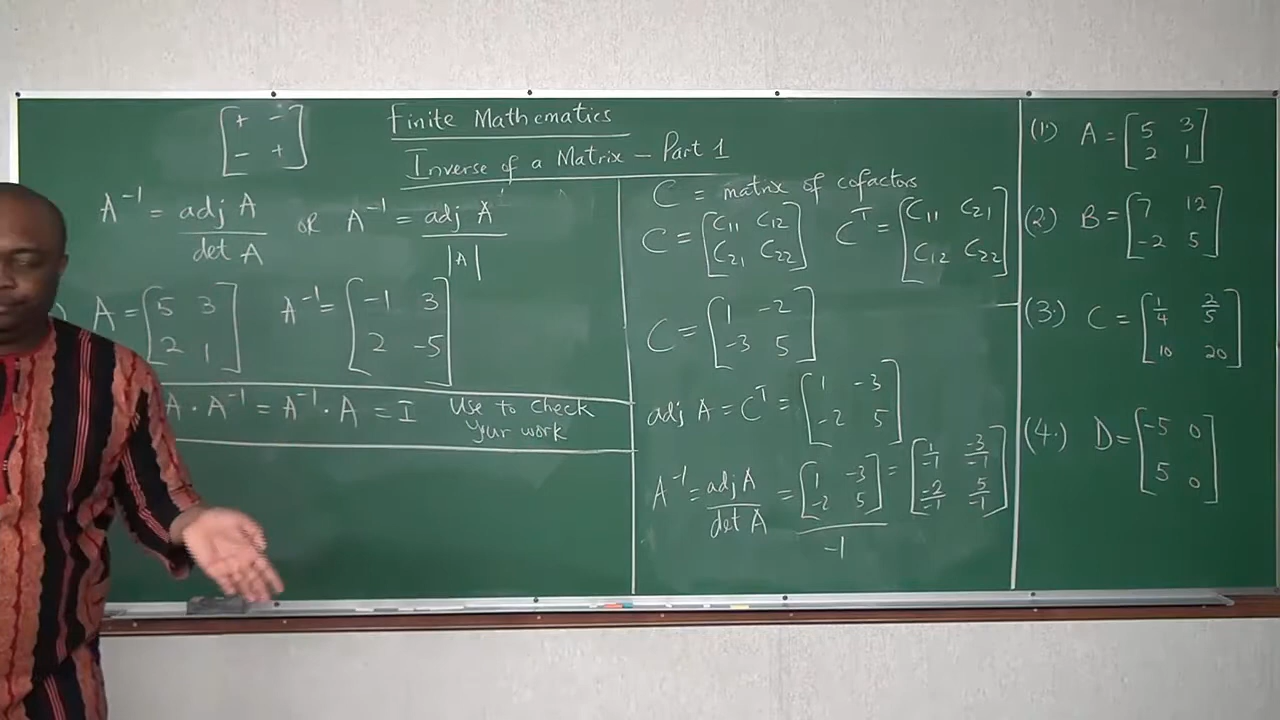 [+ -
- +]
Finite Mathematics
Inverse of a Matrix – Part 1
A⁻¹ = adj A / det A or A⁻¹ = adj A / |A|
) A = [5 3
2 1] A⁻¹ = [-1 3
2 -5]
A · A⁻¹ = A⁻¹ · A = I Use to check
your work
C = matrix of cofactors
C = [C₁₁ C₁₂
C₂₁ C₂₂] Cᵀ = [C₁₁ C₂₁
C₁₂ C₂₂]
C = [1 -2
-3 5]
adj A = Cᵀ = [1 -3
-2 5]
A⁻¹ = adj A / det A = [1 -3
-2 5] / -1 = [1/-1 -3/-1
-2/-1 5/-1]
(1.) A = [5 3
2 1]
(2.) B = [7 12
-2 5]
(3.) C = [1/4 2/5
10 20]
(4.) D = [-5 0
5 0]